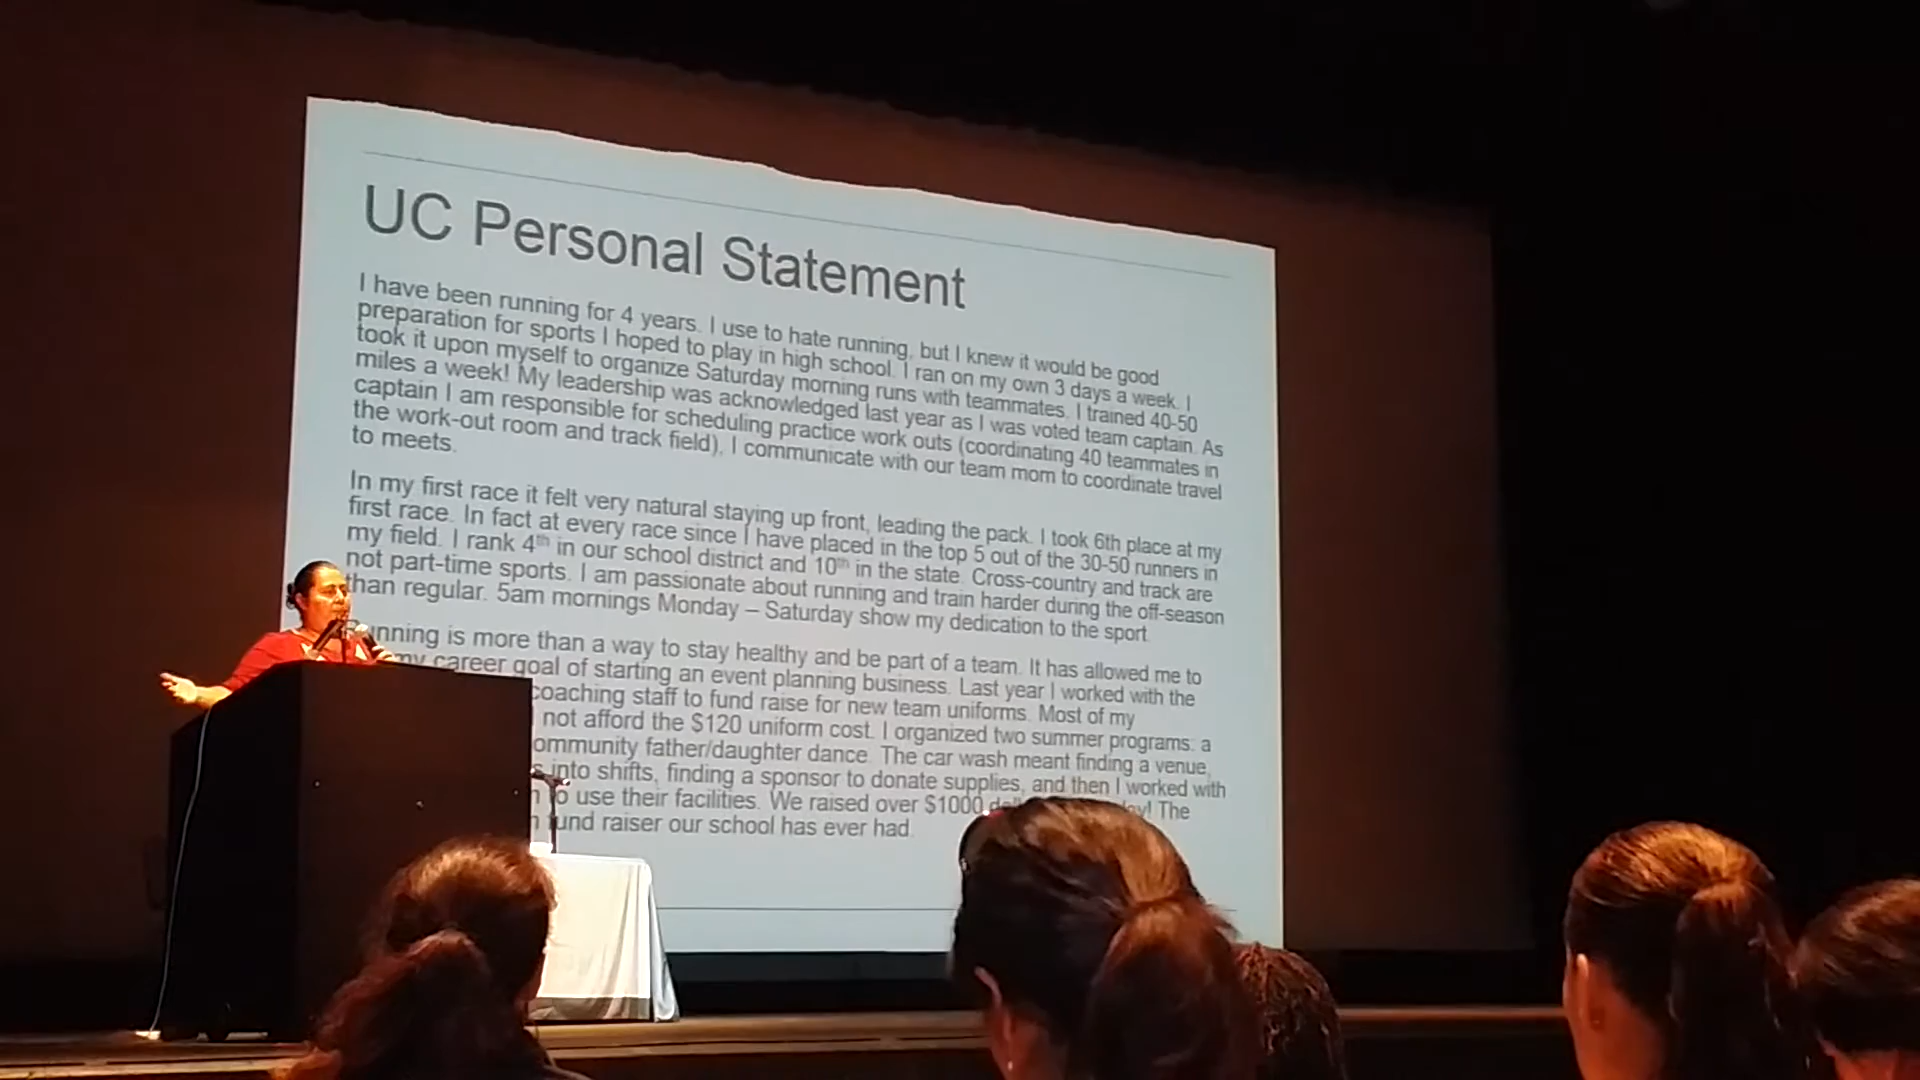 UC Personal Statement
I have been running for 4 years. I use to hate running, but I knew it would be good
preparation for sports I hoped to play in high school. I ran on my own 3 days a week. I
took it upon myself to organize Saturday morning runs with teammates. I trained 40-50
miles a week! My leadership was acknowledged last year as I was voted team captain. As
captain I am responsible for scheduling practice work outs (coordinating 40 teammates in
the work-out room and track field), I communicate with our team mom to coordinate travel
to meets.
In my first race it felt very natural staying up front, leading the pack. I took 6th place at my
first race. In fact at every race since I have placed in the top 5 out of the 30-50 runners in
my field. I rank 4th in our school district and 10th in the state. Cross-country and track are
not part-time sports. I am passionate about running and train harder during the off-season
than regular. 5am mornings Monday – Saturday show my dedication to the sport.
is more than a way to stay healthy and be part of a team. It has allowed me to
my career goal of starting an event planning business. Last year I worked with the
coaching staff to fund raise for new team uniforms. Most of my
not afford the $120 uniform cost. I organized two summer programs: a
father/daughter dance. The car wash meant finding a venue,
into shifts, finding a sponsor to donate supplies, and then I worked with
to use their facilities. We raised over $1000 The
fund raiser our school has ever had.